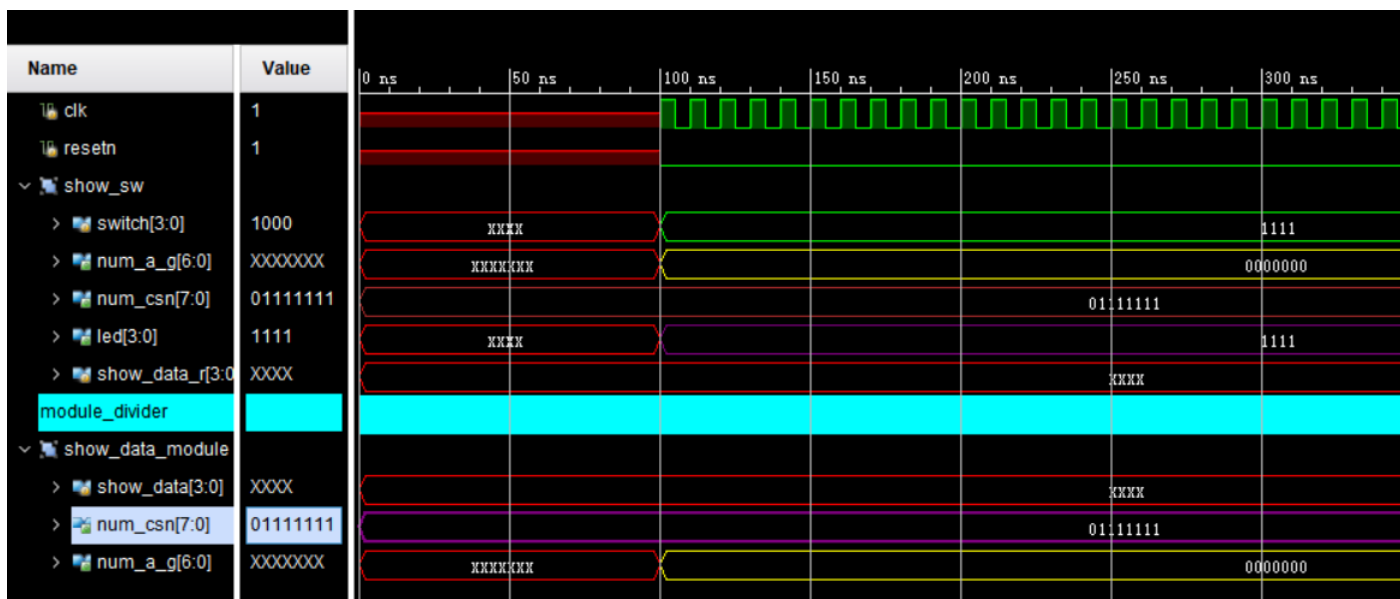 Name Value
0 ns 50 ns 100 ns 150 ns 200 ns 250 ns 300 ns
clk 1
resetn 1
show_sw
switch[3:0] 1000 XXXX 1111
num_a_g[6:0] XXXXXXX XXXXXXX 0000000
num_csn[7:0] 01111111 01111111
led[3:0] 1111 XXXX 1111
show_data_r[3:0 XXXX XXXX
module_divider
show_data_module
show_data[3:0] XXXX XXXX
num_csn[7:0] 01111111 01111111
num_a_g[6:0] XXXXXXX XXXXXXX 0000000